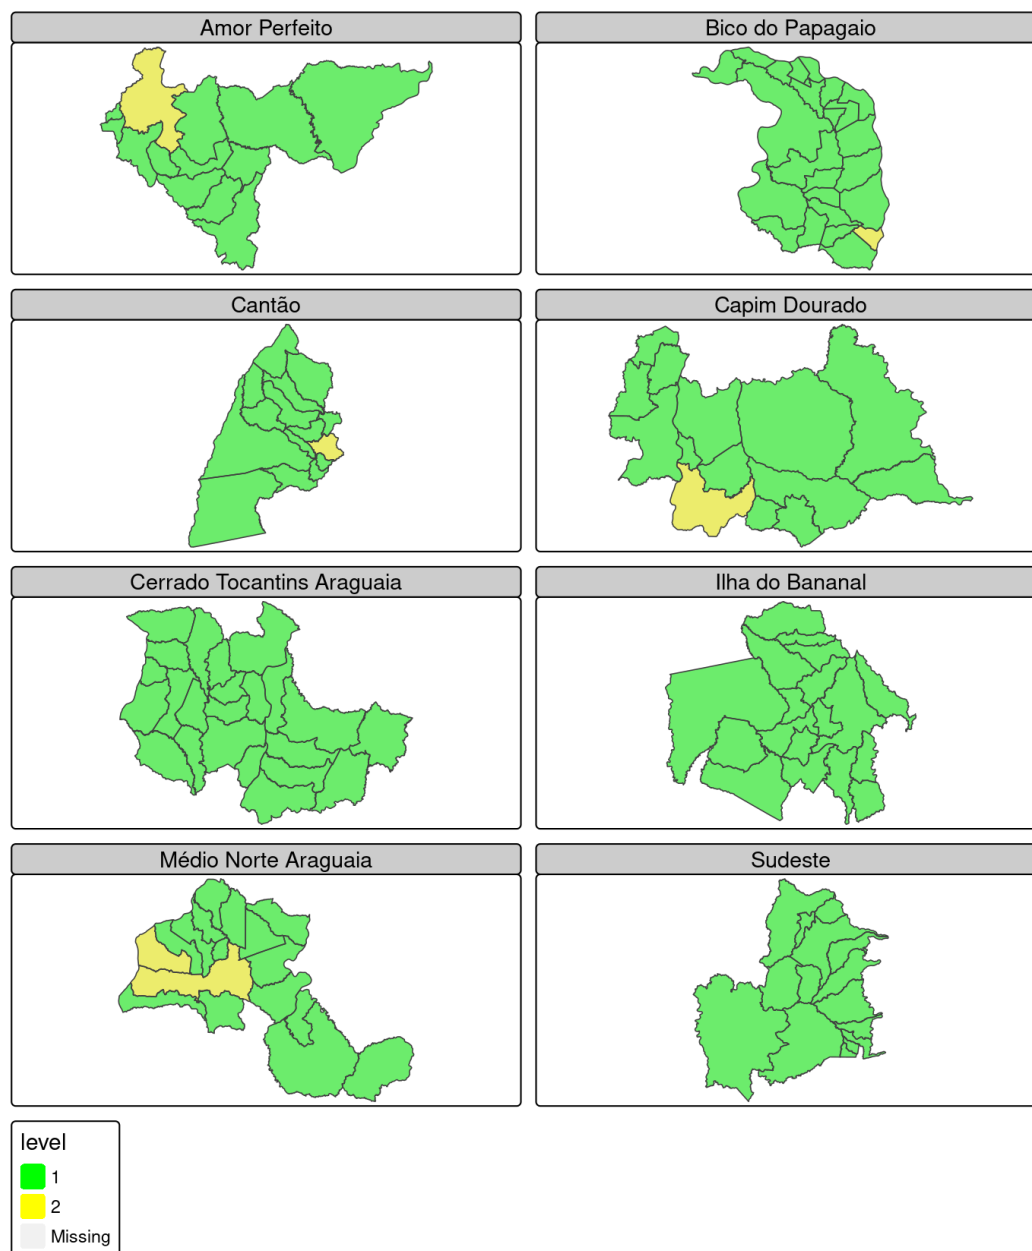 Amor Perfeito
Bico do Papagaio
Cantão
Capim Dourado
Cerrado Tocantins Araguaia
Ilha do Bananal
Médio Norte Araguaia
Sudeste
level
1
2
Missing